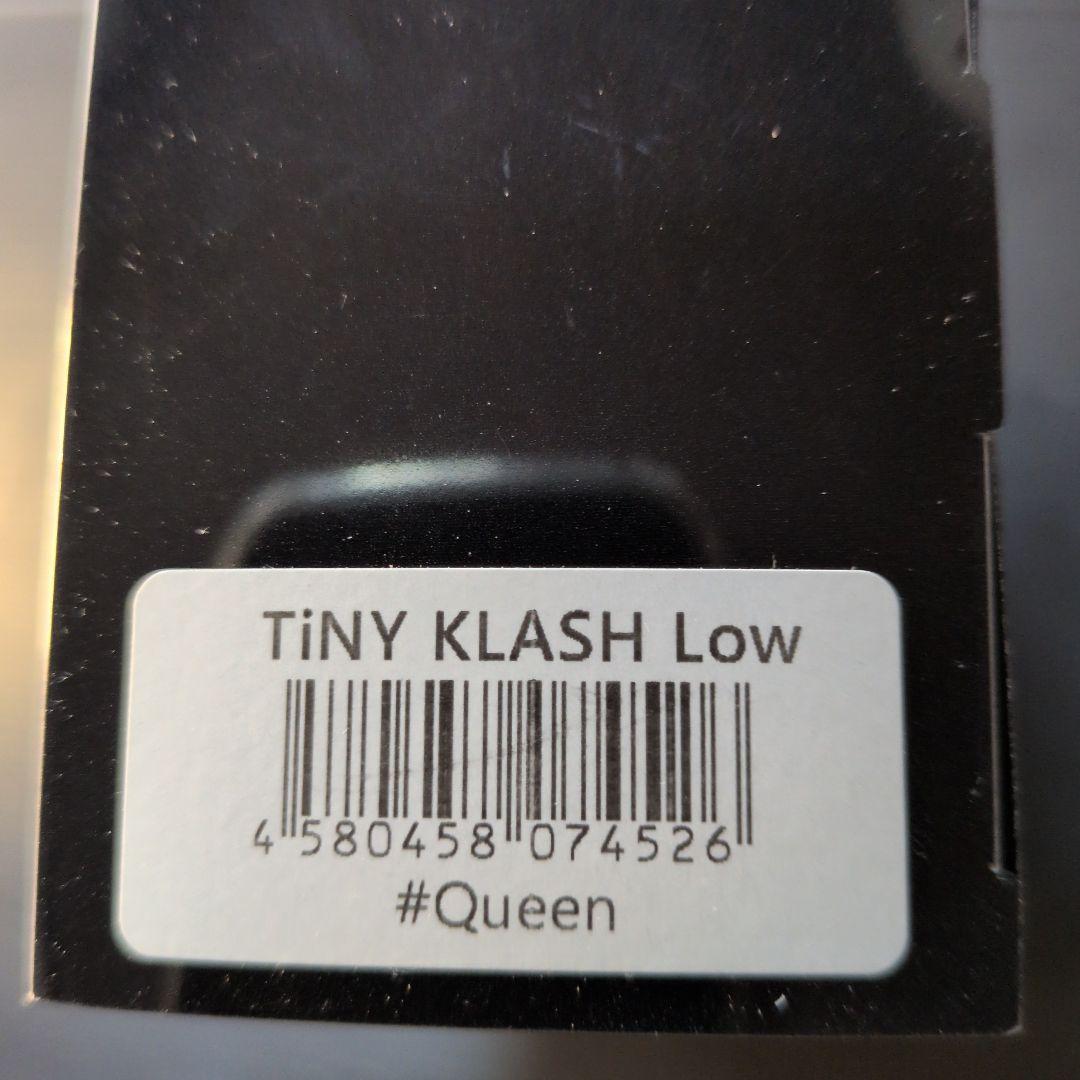 TiNY KLASH Low
4 580458 074526
#Queen